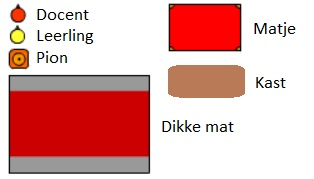 Docent
Leerling
Pion
Matje
Kast
Dikke mat